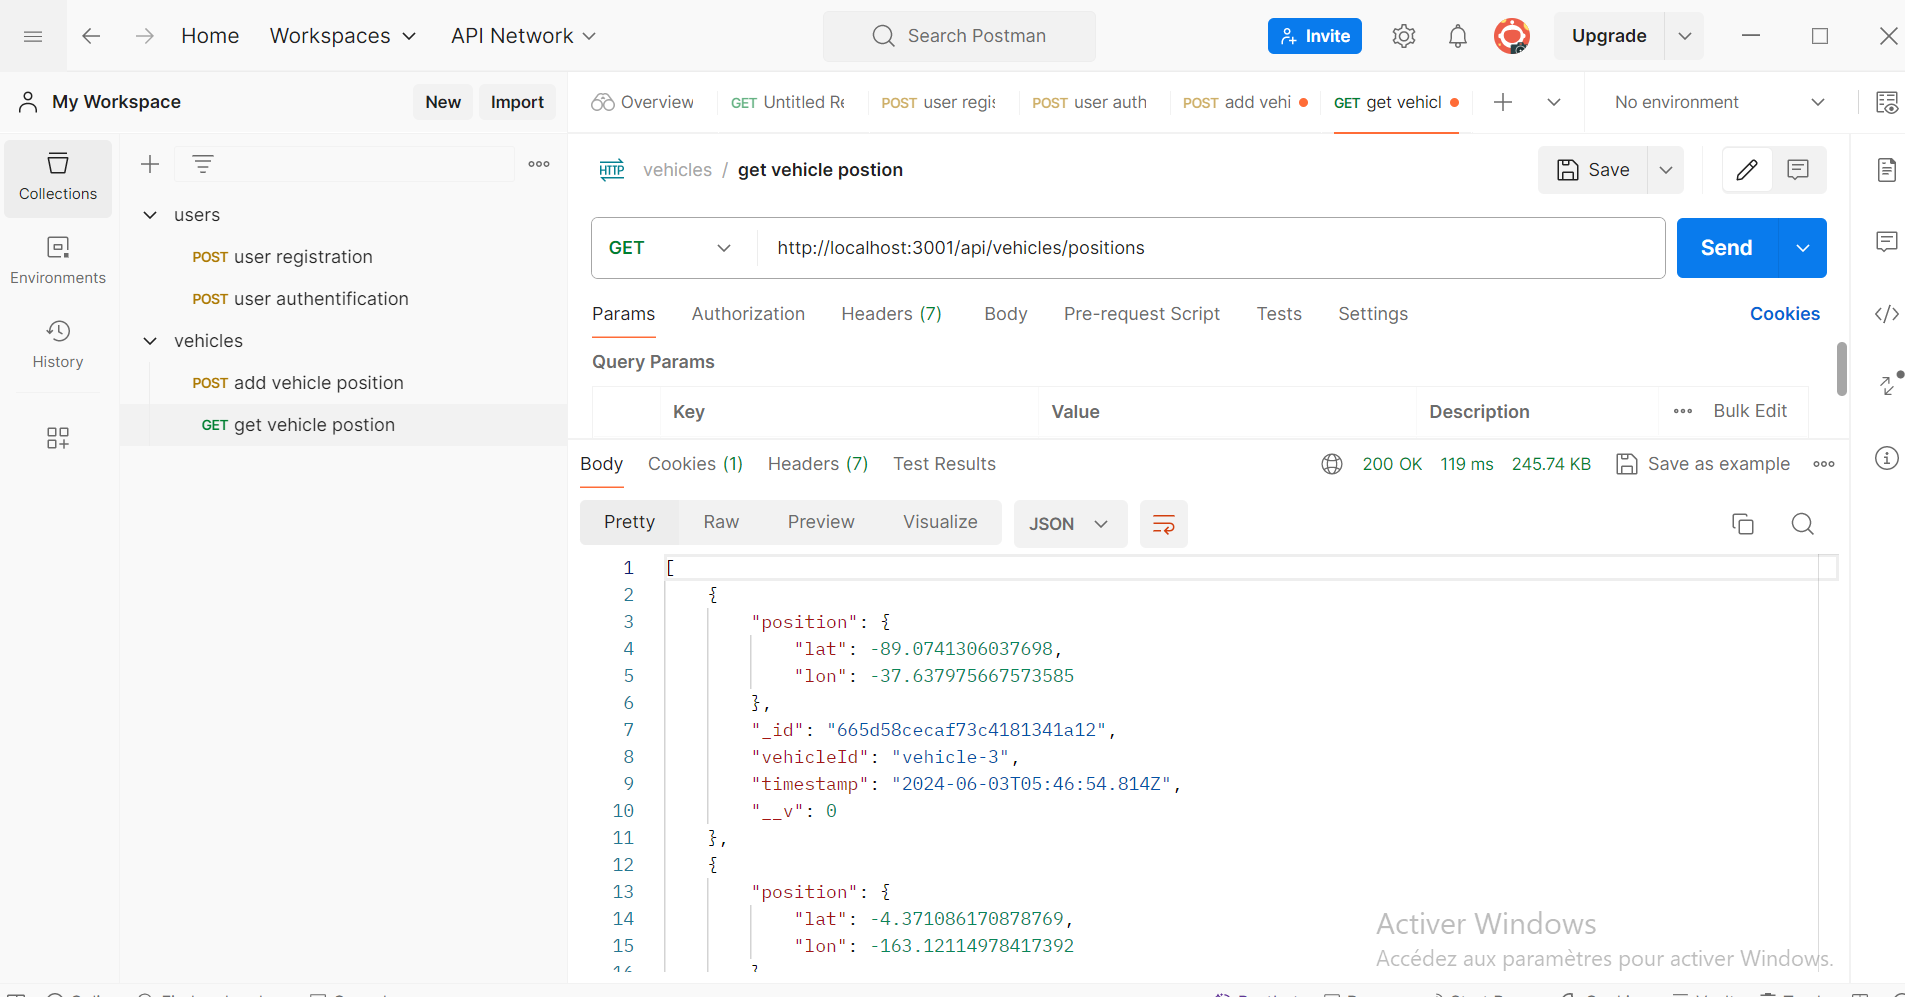 Home Workspaces API Network Search Postman Invite Upgrade
My Workspace New Import
Overview GET Untitled Re POST user regis POST user auth POST add vehi GET get vehicl No environment
Collections
Environments
History
users
POST user registration
POST user authentification
vehicles
POST add vehicle position
GET get vehicle postion
HTTP vehicles / get vehicle postion Save
GET http://localhost:3001/api/vehicles/positions Send
Params Authorization Headers (7) Body Pre-request Script Tests Settings Cookies
Query Params
Key Value Description Bulk Edit
Body Cookies (1) Headers (7) Test Results 200 OK 119 ms 245.74 KB Save as example
Pretty Raw Preview Visualize JSON
1 [
2 {
3 "position": {
4 "lat": -89.0741306037698,
5 "lon": -37.637975667573585
6 },
7 "_id": "665d58cecaf73c4181341a12",
8 "vehicleId": "vehicle-3",
9 "timestamp": "2024-06-03T05:46:54.814Z",
10 "__v": 0
11 },
12 {
13 "position": {
14 "lat": -4.371086170878769,
15 "lon": -163.12114978417392
16 }
Activer Windows
Accédez aux paramètres pour activer Windows.